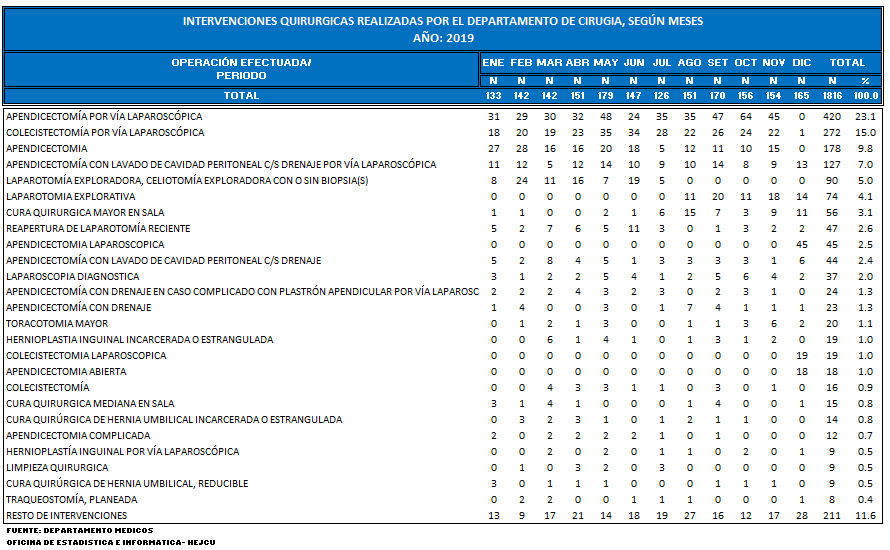 INTERVENCIONES QUIRURGICAS REALIZADAS POR EL DEPARTAMENTO DE CIRUGIA, SEGÚN MESES
AÑO: 2019
OPERACIÓN EFECTUADA/ PERIODO ENE FEB MAR ABR MAY JUN JUL AGO SET OCT NOV DIC TOTAL
N N N N N N N N N N N N N %
TOTAL 133 142 142 151 179 147 126 151 170 156 154 165 1816 100.0
APENDICECTOMÍA POR VÍA LAPAROSCÓPICA 31 29 30 32 48 24 35 35 47 64 45 0 420 23.1
COLECISTECTOMÍA POR VÍA LAPAROSCÓPICA 18 20 19 23 35 34 28 22 26 24 22 1 272 15.0
APENDICECTOMIA 27 28 16 16 20 18 5 12 11 10 15 0 178 9.8
APENDICECTOMÍA CON LAVADO DE CAVIDAD PERITONEAL C/S DRENAJE POR VÍA LAPAROSCÓPICA 11 12 5 12 14 10 9 10 14 8 9 13 127 7.0
LAPAROTOMÍA EXPLORADORA, CELIOTOMÍA EXPLORADORA CON O SIN BIOPSIA(S) 8 24 11 16 7 19 5 0 0 0 0 0 90 5.0
LAPAROTOMIA EXPLORATIVA 0 0 0 0 0 0 0 11 20 11 18 14 74 4.1
CURA QUIRURGICA MAYOR EN SALA 1 1 0 0 2 1 6 15 7 3 9 11 56 3.1
REAPERTURA DE LAPAROTOMÍA RECIENTE 5 2 7 6 5 11 3 0 1 3 2 2 47 2.6
APENDICECTOMIA LAPAROSCOPICA 0 0 0 0 0 0 0 0 0 0 0 45 45 2.5
APENDICECTOMÍA CON LAVADO DE CAVIDAD PERITONEAL C/S DRENAJE 5 2 8 4 5 1 3 3 3 3 1 6 44 2.4
LAPAROSCOPIA DIAGNOSTICA 3 1 2 2 5 4 1 2 5 6 4 2 37 2.0
APENDICECTOMÍA CON DRENAJE EN CASO COMPLICADO CON PLASTRÓN APENDICULAR POR VÍA LAPAROSC 2 2 2 4 3 2 3 0 2 3 1 0 24 1.3
APENDICECTOMÍA CON DRENAJE 1 4 0 0 3 0 1 7 4 1 1 1 23 1.3
TORACOTOMIA MAYOR 0 1 2 1 3 0 0 1 1 3 6 2 20 1.1
HERNIOPLASTIA INGUINAL INCARCERADA O ESTRANGULADA 0 0 6 1 4 1 0 1 3 1 2 0 19 1.0
COLECISTECTOMIA LAPAROSCOPICA 0 0 0 0 0 0 0 0 0 0 0 19 19 1.0
APENDICECTOMIA ABIERTA 0 0 0 0 0 0 0 0 0 0 0 18 18 1.0
COLECISTECTOMÍA 0 0 4 3 3 1 1 0 3 0 1 0 16 0.9
CURA QUIRURGICA MEDIANA EN SALA 3 1 4 1 0 0 0 1 4 0 0 1 15 0.8
CURA QUIRÚRGICA DE HERNIA UMBILICAL INCARCERADA O ESTRANGULADA 0 3 2 3 1 0 1 2 1 1 0 0 14 0.8
APENDICECTOMIA COMPLICADA 2 0 2 2 2 2 1 0 1 0 0 0 12 0.7
HERNIOPLASTÍA INGUINAL POR VÍA LAPAROSCÓPICA 0 0 2 0 2 0 1 1 0 2 0 1 9 0.5
LIMPIEZA QUIRURGICA 0 1 0 3 2 0 3 0 0 0 0 0 9 0.5
CURA QUIRÚRGICA DE HERNIA UMBILICAL, REDUCIBLE 3 0 1 1 1 0 0 0 1 1 1 0 9 0.5
TRAQUEOSTOMÍA, PLANEADA 0 2 2 0 0 1 1 1 0 0 0 1 8 0.4
RESTO DE INTERVENCIONES 13 9 17 21 14 18 19 27 16 12 17 28 211 11.6
FUENTE: DEPARTAMENTO MEDICOS
OFICINA DE ESTADISTICA E INFORMATICA- HEJCU